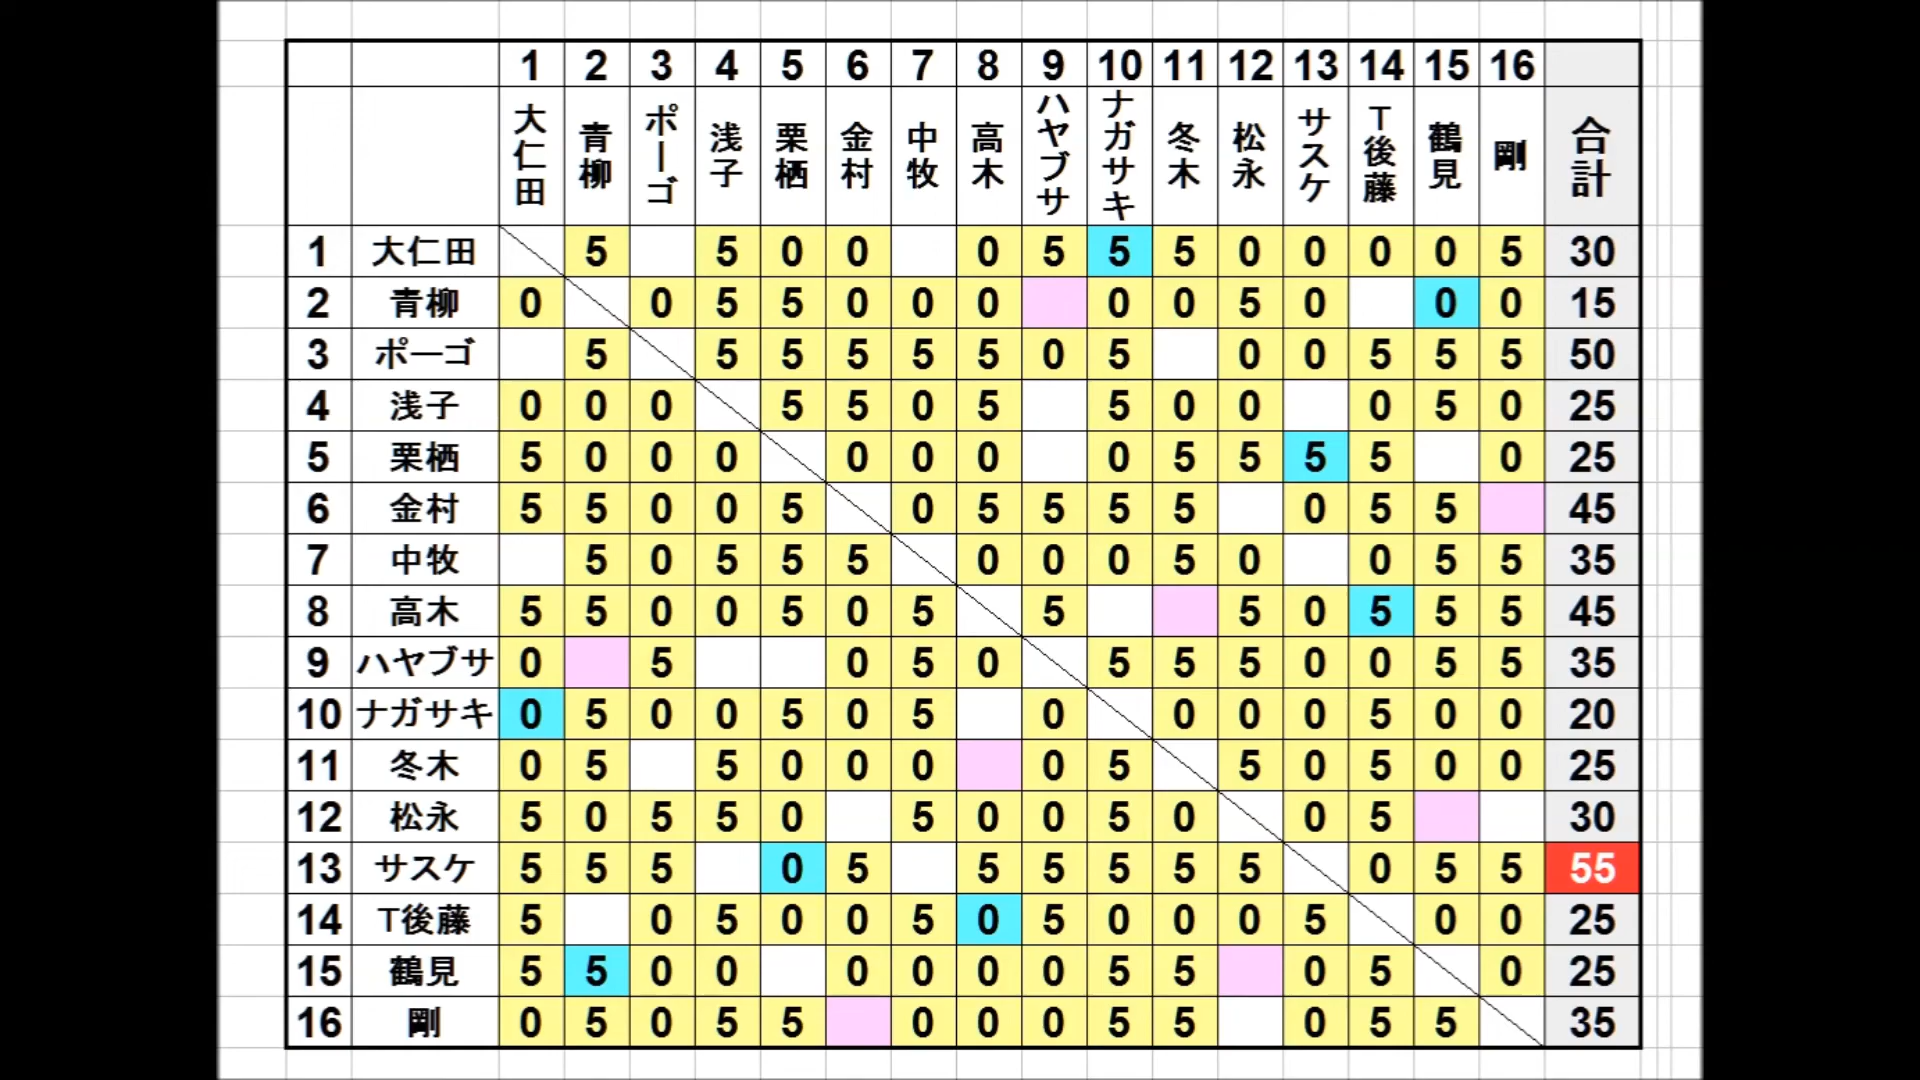 1 2 3 4 5 6 7 8 9 10 11 12 13 14 15 16
大仁田 青柳 ポーゴ 浅子 栗栖 金村 中牧 高木 ハヤブサ ナガサキ 冬木 松永 サスケ T後藤 鶴見 剛 合計
1 大仁田 5 5 0 0 0 5 5 5 0 0 0 0 5 30
2 青柳 0 0 5 5 0 0 0 0 0 5 0 0 0 15
3 ポーゴ 5 5 5 5 5 5 0 5 0 0 5 5 5 50
4 浅子 0 0 0 5 5 0 5 5 0 0 0 5 0 25
5 栗栖 5 0 0 0 0 0 0 0 5 5 5 5 0 25
6 金村 5 5 0 0 5 0 5 5 5 5 0 5 5 45
7 中牧 5 0 5 5 5 0 0 0 5 0 0 5 5 35
8 高木 5 5 0 0 5 0 5 5 5 0 5 5 5 45
9 ハヤブサ 0 5 0 5 0 5 5 5 0 0 5 5 35
10 ナガサキ 0 5 0 0 5 0 5 0 0 0 0 5 0 0 20
11 冬木 0 5 5 0 0 0 0 5 5 0 5 0 0 25
12 松永 5 0 5 5 0 5 0 0 5 0 0 5 30
13 サスケ 5 5 5 0 5 5 5 5 5 5 0 5 5 55
14 T後藤 5 0 5 0 0 5 0 5 0 0 0 5 0 0 25
15 鶴見 5 5 0 0 0 0 0 0 5 5 0 5 0 25
16 剛 0 5 0 5 5 0 0 0 5 5 0 5 5 35